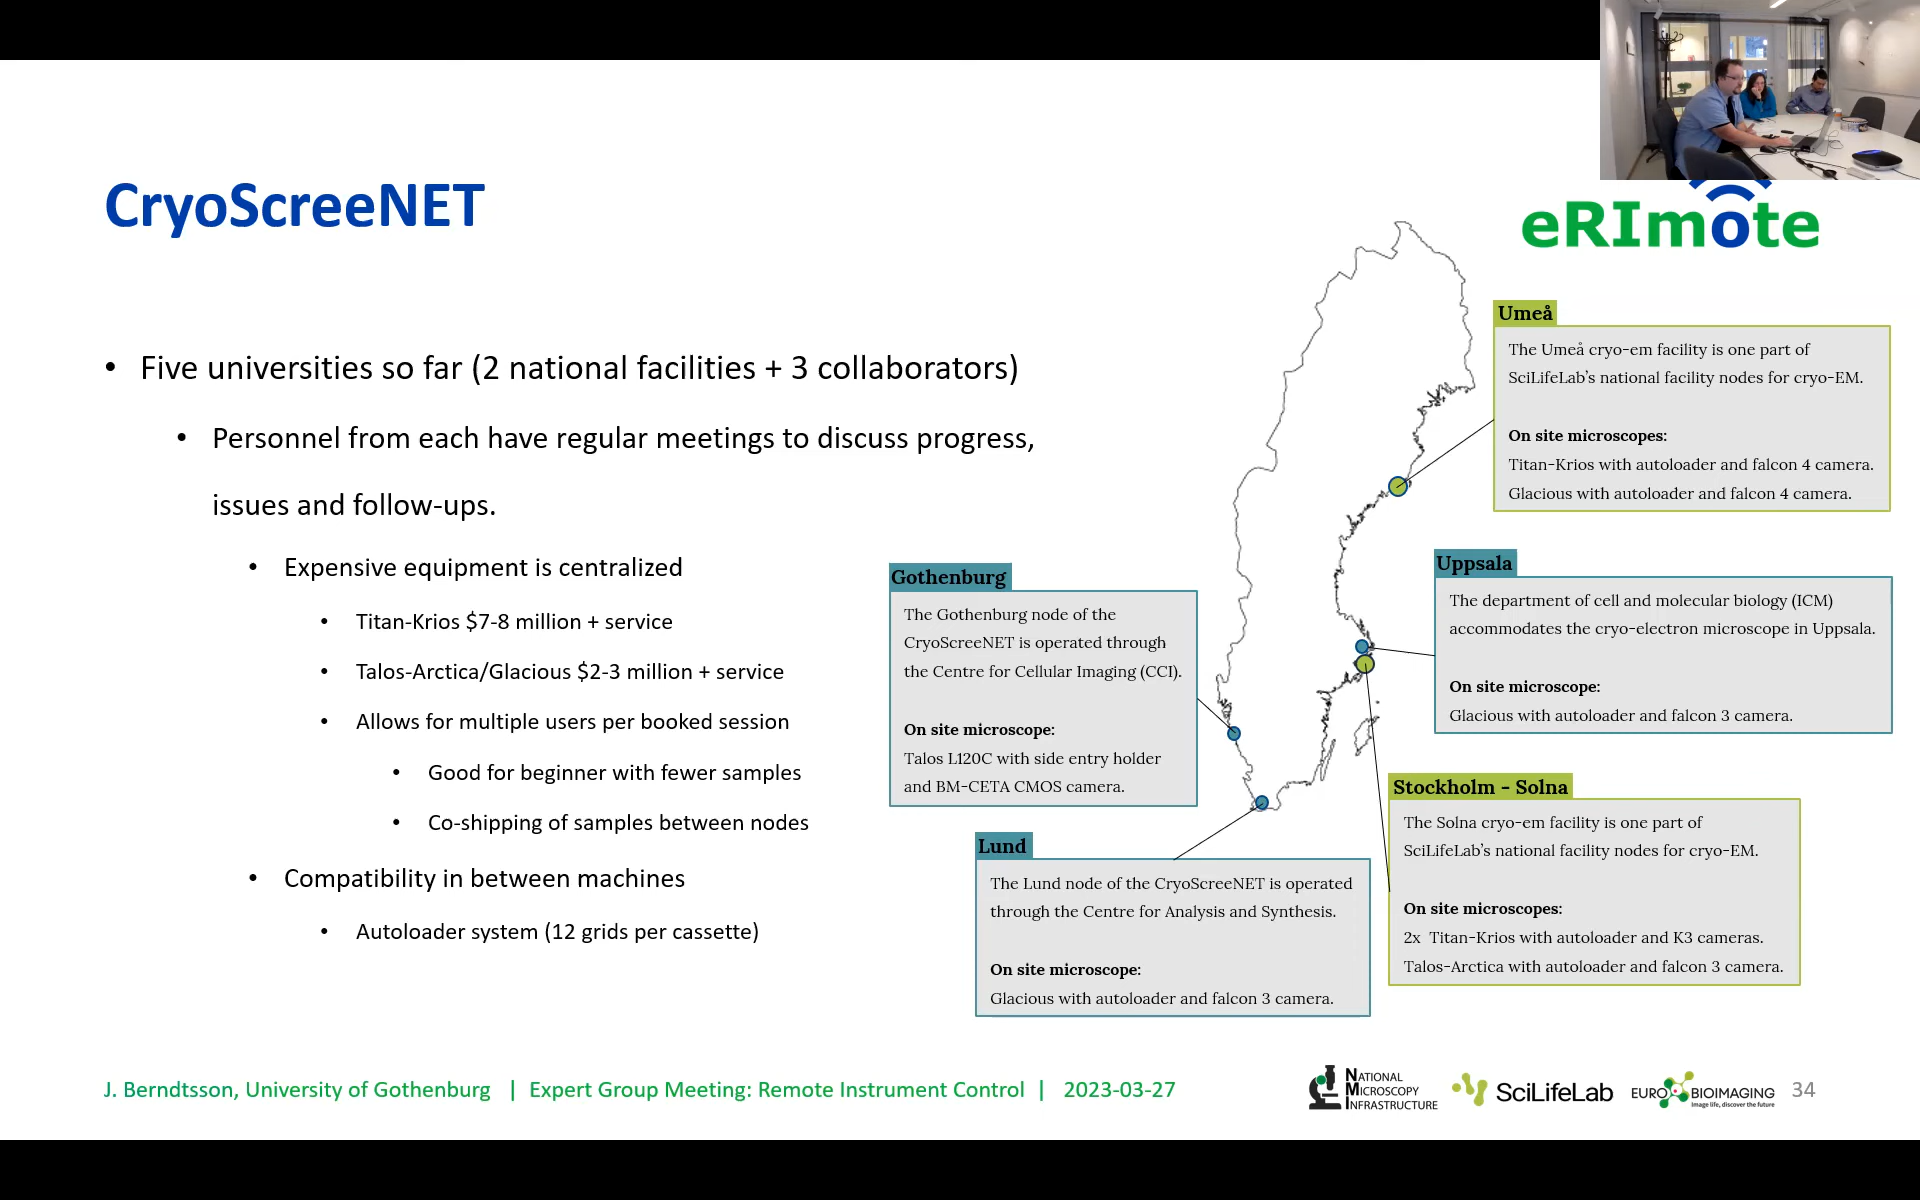 CryoScreeNET
eRImote
• Five universities so far (2 national facilities + 3 collaborators)
• Personnel from each have regular meetings to discuss progress,
issues and follow-ups.
• Expensive equipment is centralized
• Titan-Krios $7-8 million + service
• Talos-Arctica/Glacious $2-3 million + service
• Allows for multiple users per booked session
• Good for beginner with fewer samples
• Co-shipping of samples between nodes
• Compatibility in between machines
• Autoloader system (12 grids per cassette)
Umeå
The Umeå cryo-em facility is one part of
SciLifeLab’s national facility nodes for cryo-EM.
On site microscopes:
Titan-Krios with autoloader and falcon 4 camera.
Glacious with autoloader and falcon 4 camera.
Gothenburg
The Gothenburg node of the
CryoScreeNET is operated through
the Centre for Cellular Imaging (CCI).
On site microscope:
Talos L120C with side entry holder
and BM-CETA CMOS camera.
Uppsala
The department of cell and molecular biology (ICM)
accommodates the cryo-electron microscope in Uppsala.
On site microscope:
Glacious with autoloader and falcon 3 camera.
Lund
The Lund node of the CryoScreeNET is operated
through the Centre for Analysis and Synthesis.
On site microscope:
Glacious with autoloader and falcon 3 camera.
Stockholm - Solna
The Solna cryo-em facility is one part of
SciLifeLab’s national facility nodes for cryo-EM.
On site microscopes:
2x Titan-Krios with autoloader and K3 cameras.
Talos-Arctica with autoloader and falcon 3 camera.
J. Berndtsson, University of Gothenburg | Expert Group Meeting: Remote Instrument Control | 2023-03-27
NATIONAL
MICROSCOPY
INFRASTRUCTURE
SciLifeLab
EURO BIOIMAGING
Image life, discover the future
34